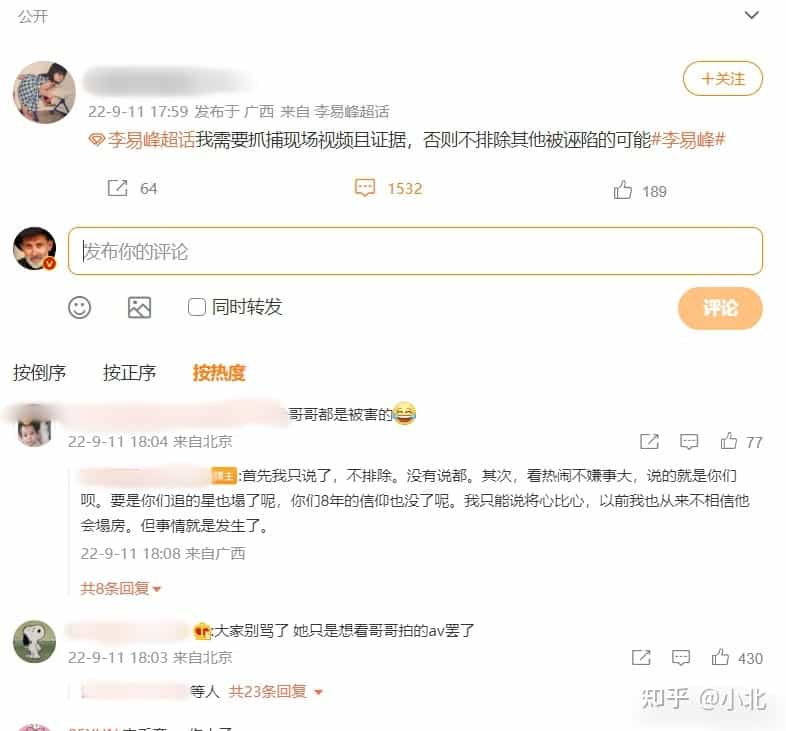 公开
+关注
22-9-11 17:59 发布于 广西 来自 李易峰超话
李易峰超话我需要抓捕现场视频且证据，否则不排除其他被诬陷的可能#李易峰#
64 1532 189
发布你的评论
同时转发 评论
按倒序 按正序 按热度
哥哥都是被害的
22-9-11 18:04 来自北京 77
博主:首先我只说了，不排除。没有说都。其次，看热闹不嫌事大，说的就是你们
呗。要是你们追的星也塌了呢，你们8年的信仰也没了呢。我只能说将心比心，以前我也从来不相信他
会塌房。但事情就是发生了。
22-9-11 18:08 来自广西
共8条回复
:大家别骂了 她只是想看哥哥拍的av罢了
22-9-11 18:03 来自北京 430
等人 共23条回复
知乎 @小北